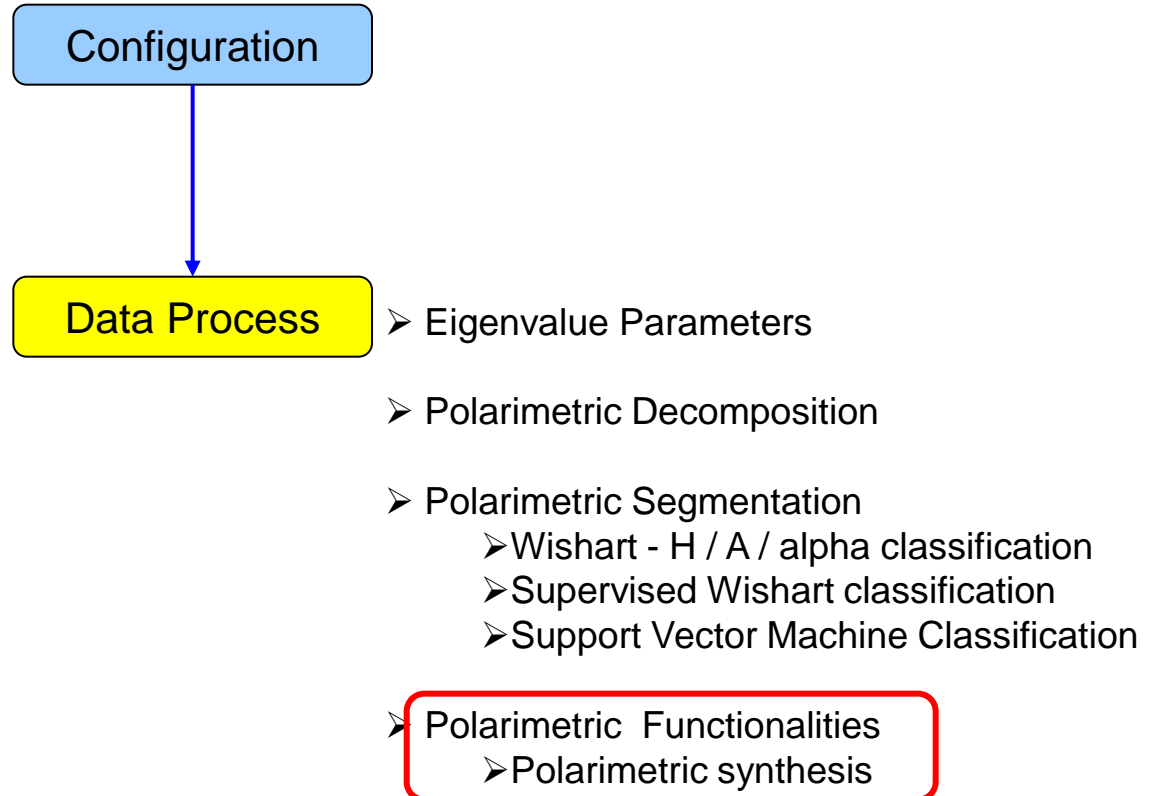 Configuration
Data Process
➢ Eigenvalue Parameters
➢ Polarimetric Decomposition
➢ Polarimetric Segmentation
➢Wishart - H / A / alpha classification
➢Supervised Wishart classification
➢Support Vector Machine Classification
➢ Polarimetric  Functionalities
➢Polarimetric synthesis